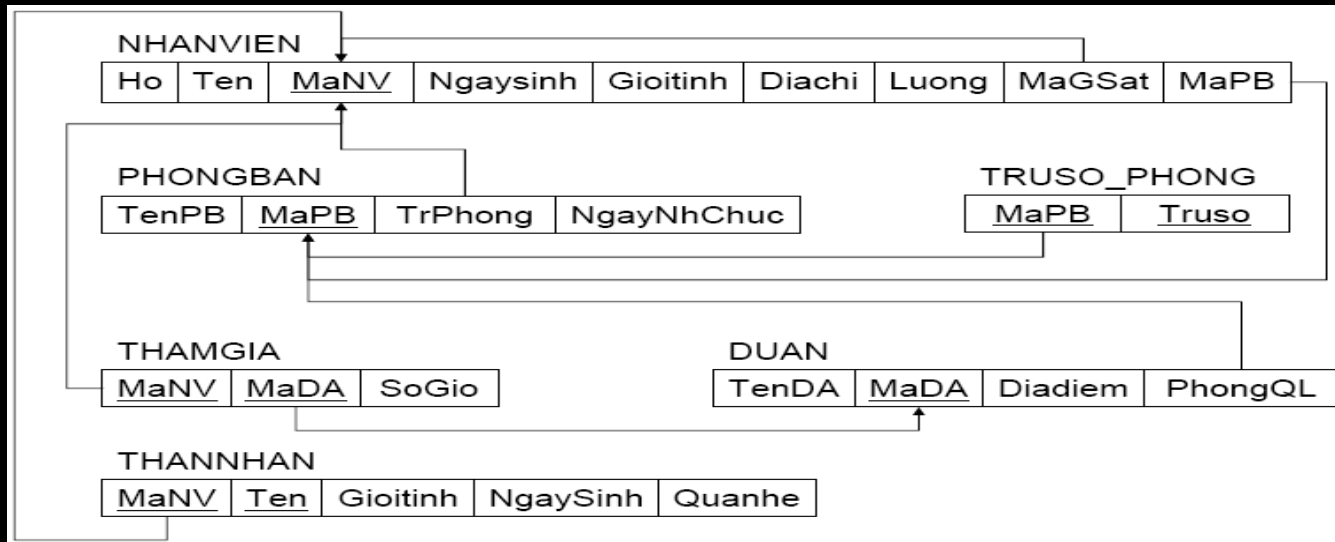 NHANVIEN
Ho Ten MaNV Ngaysinh Gioitinh Diachi Luong MaGSat MaPB
PHONGBAN
TenPB MaPB TrPhong NgayNhChuc
TRUSO_PHONG
MaPB Truso
THAMGIA
MaNV MaDA SoGio
DUAN
TenDA MaDA Diadiem PhongQL
THANNHAN
MaNV Ten Gioitinh NgaySinh Quanhe